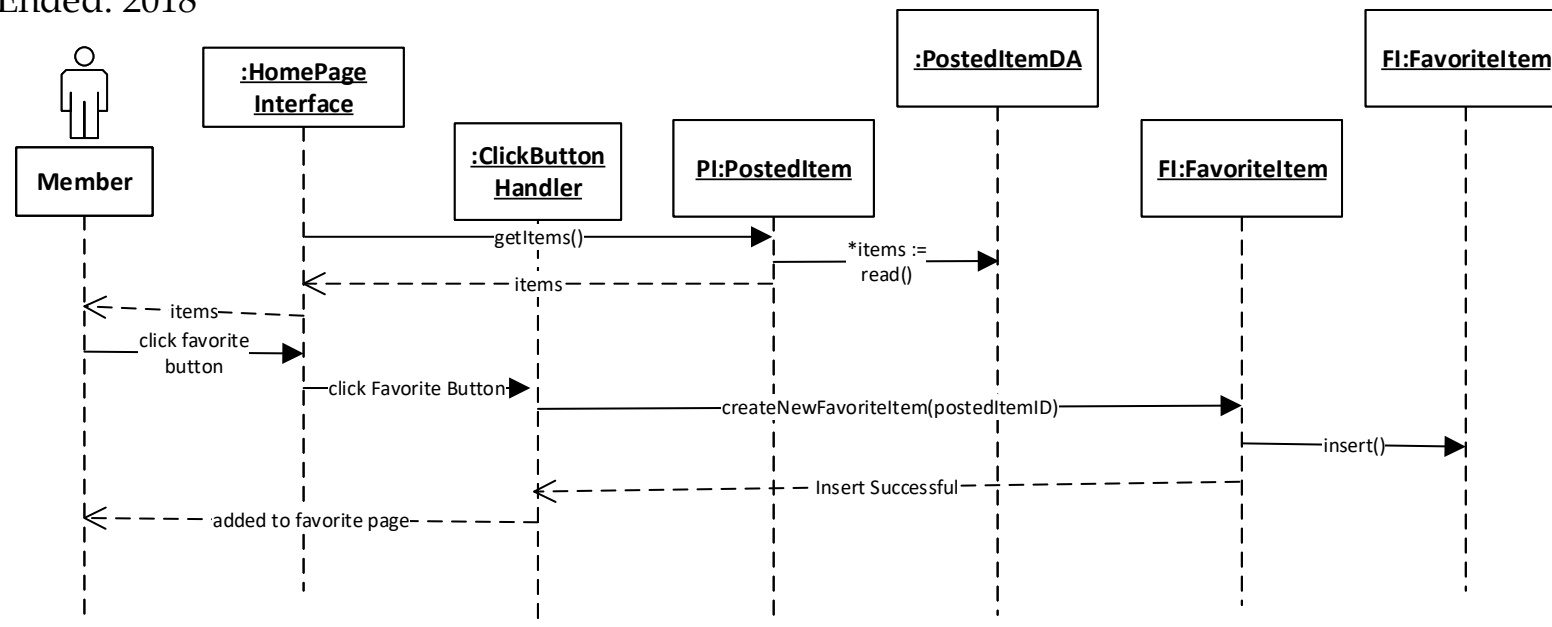 Ended: 2018
:HomePage
Interface
:PostedItemDA
FI:FavoriteItem
:ClickButton
Handler
PI:PostedItem
FI:FavoriteItem
Member
getItems()
*items :=
read()
items
items
click favorite
button
click Favorite Button
createNewFavoriteItem(postedItemID)
insert()
Insert Successful
added to favorite page